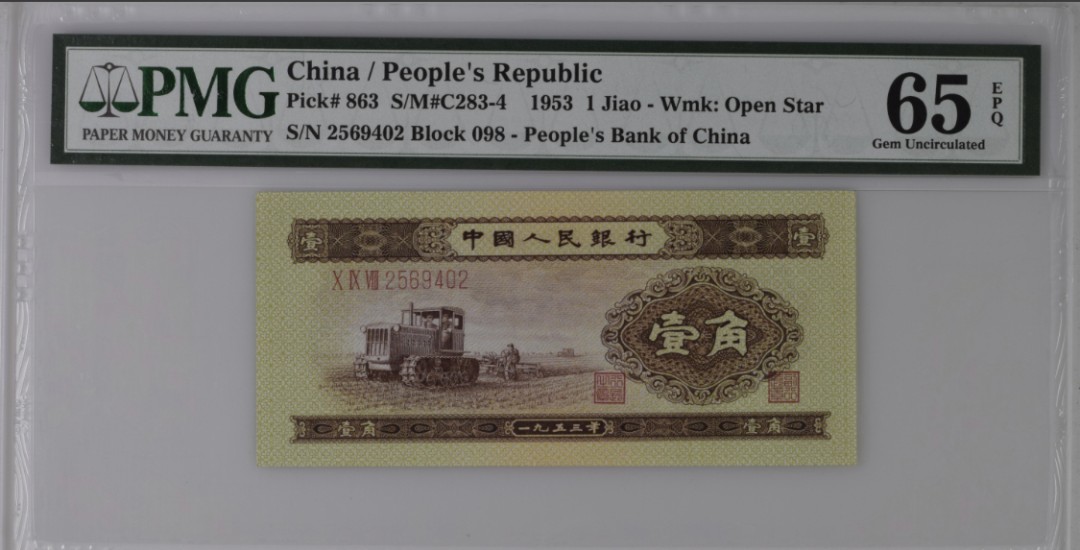 PMG
PAPER MONEY GUARANTY
China / People's Republic
Pick# 863 S/M#C283-4 1953 1 Jiao - Wmk: Open Star
S/N 2569402 Block 098 - People's Bank of China
65
EPQ
Gem Uncirculated
壹 中國人民銀行 壹
X IX VIII 2569402
壹角
壹角 一九五三年 壹角